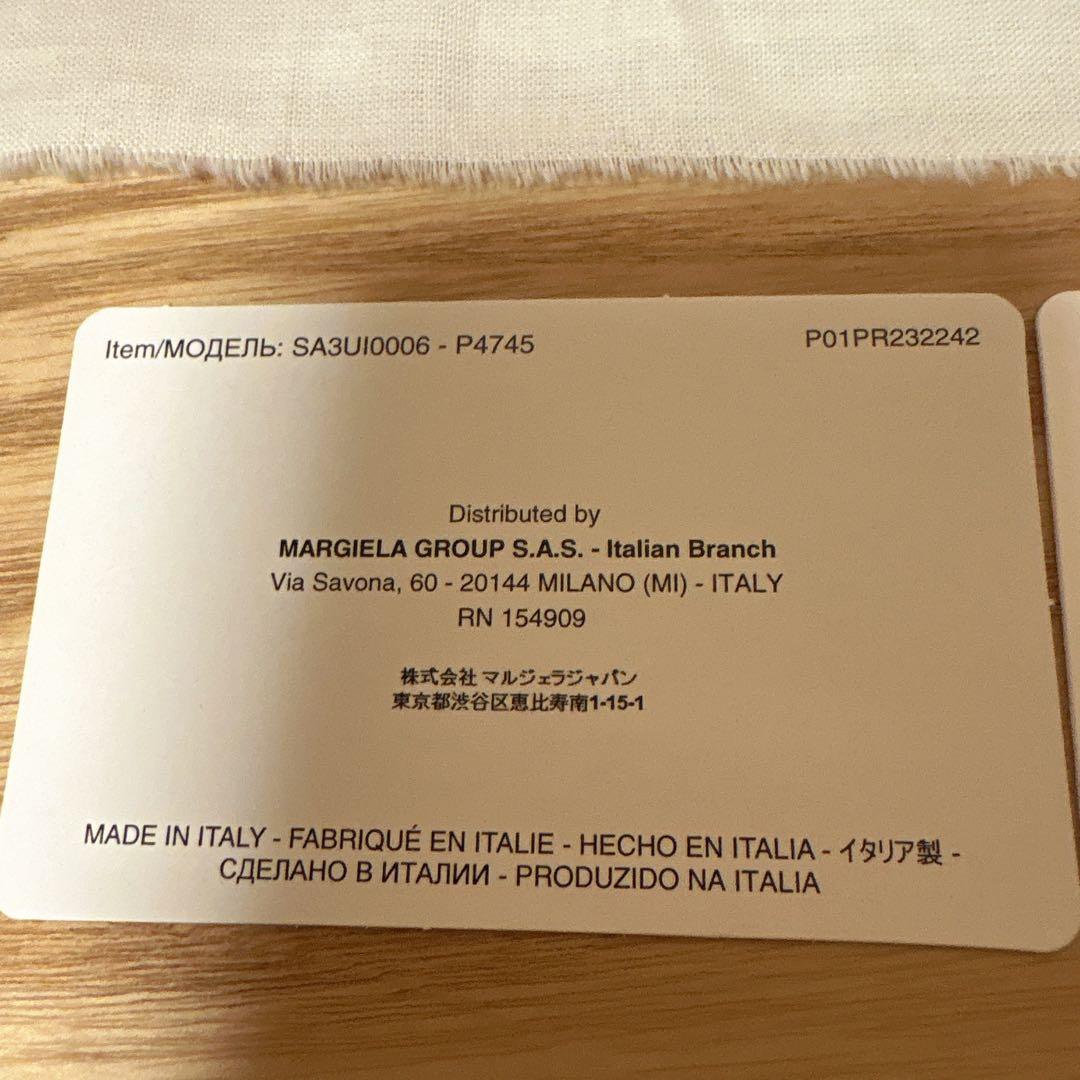 Item/МОДЕЛЬ: SA3UI0006 - P4745
P01PR232242
Distributed by
MARGIELA GROUP S.A.S. - Italian Branch
Via Savona, 60 - 20144 MILANO (MI) - ITALY
RN 154909
株式会社 マルジェラジャパン
東京都渋谷区恵比寿南1-15-1
MADE IN ITALY - FABRIQUÉ EN ITALIE - HECHO EN ITALIA - イタリア製 -
СДЕЛАНО В ИТАЛИИ - PRODUZIDO NA ITALIA